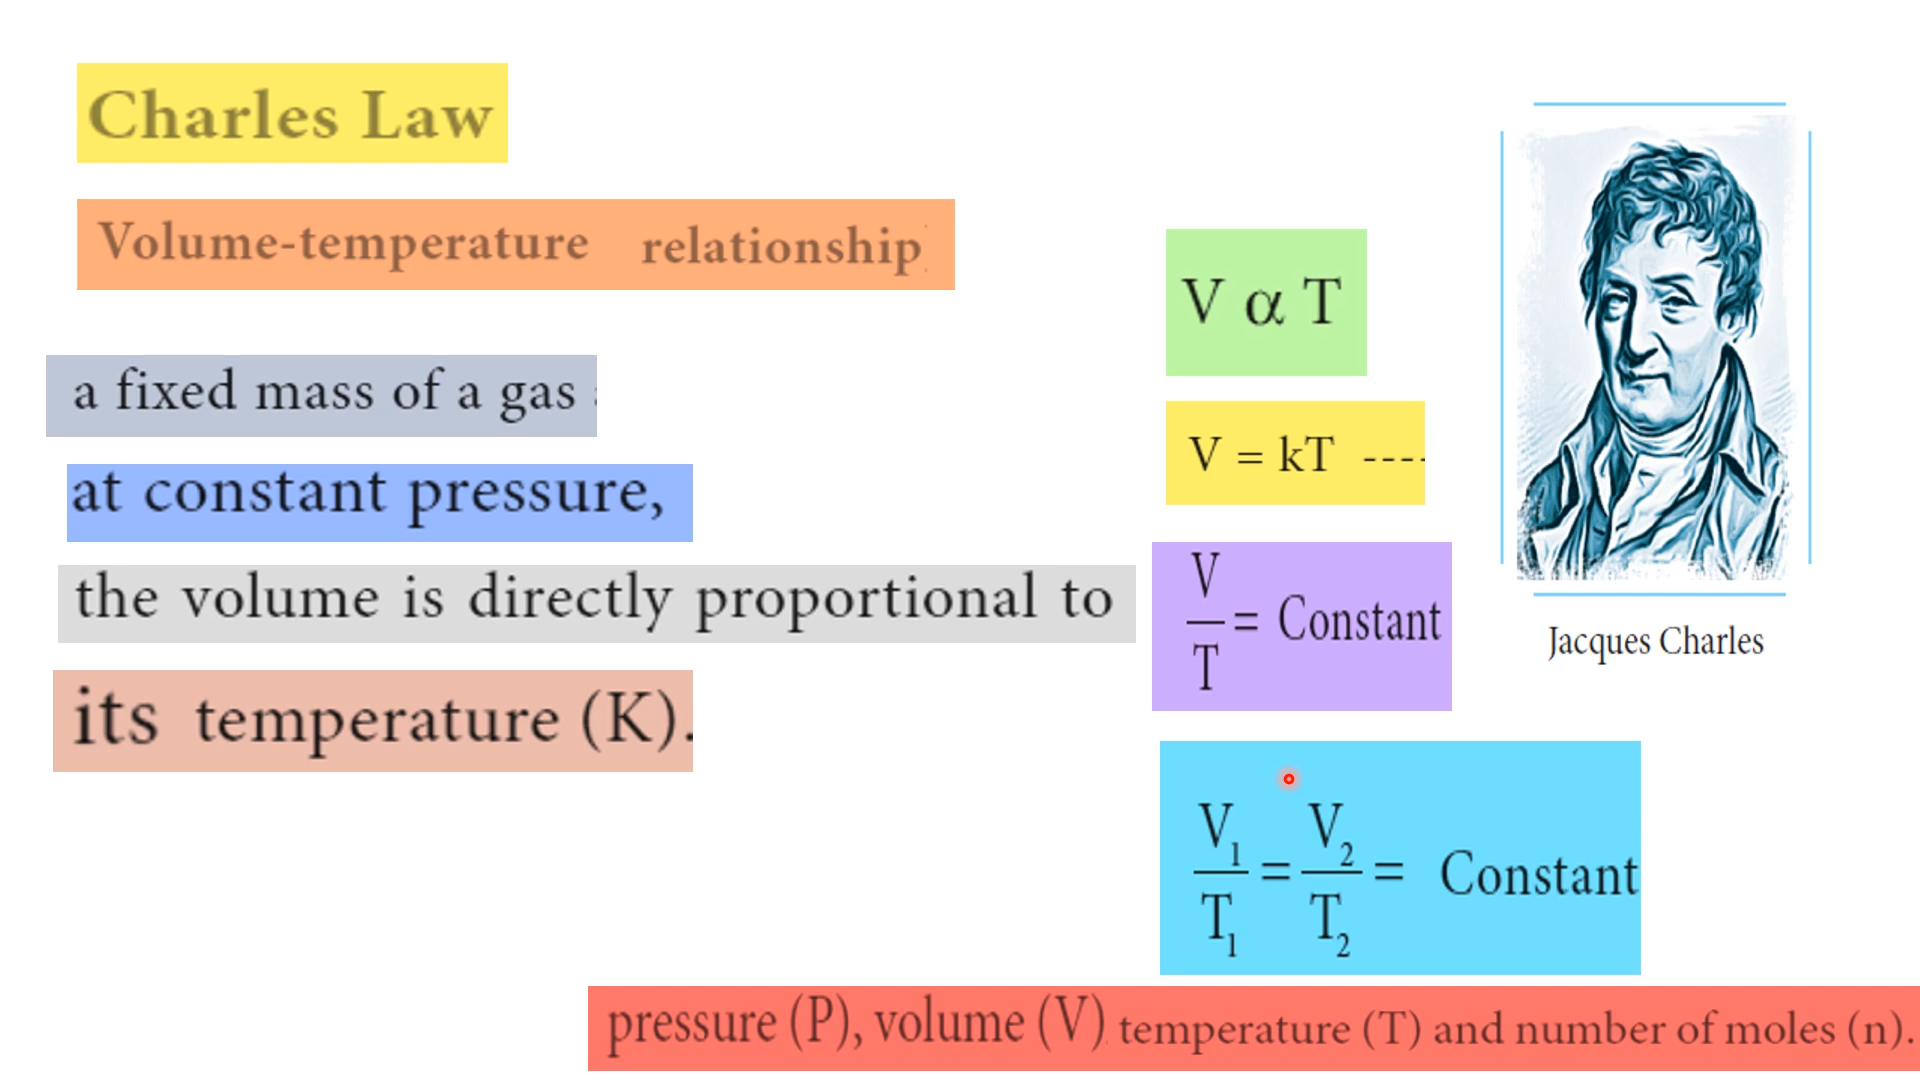 Charles Law
Volume-temperature relationship
a fixed mass of a gas
at constant pressure,
the volume is directly proportional to
its temperature (K).
V α T
V = kT ----
V/T = Constant
V₁/T₁ = V₂/T₂ = Constant
Jacques Charles
pressure (P), volume (V) temperature (T) and number of moles (n).